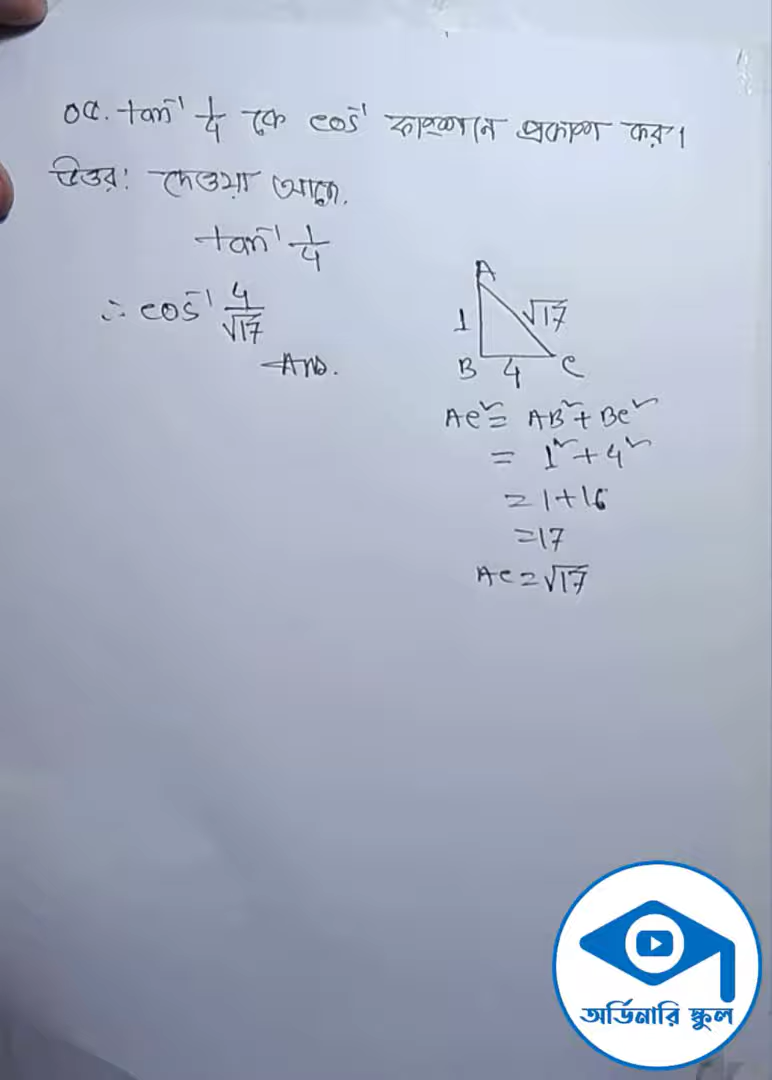 ০৫. tan⁻¹ 1/4 কে cos⁻¹ ফাংশনে প্রকাশ কর।
উত্তর: দেওয়া আছে,
tan⁻¹ 1/4
∴ cos⁻¹ 4/√17
Ans.
A
1 √17
B 4 C
AC² = AB² + BC²
= 1² + 4²
= 1 + 16
= 17
AC = √17
অর্ডিনারি স্কুল